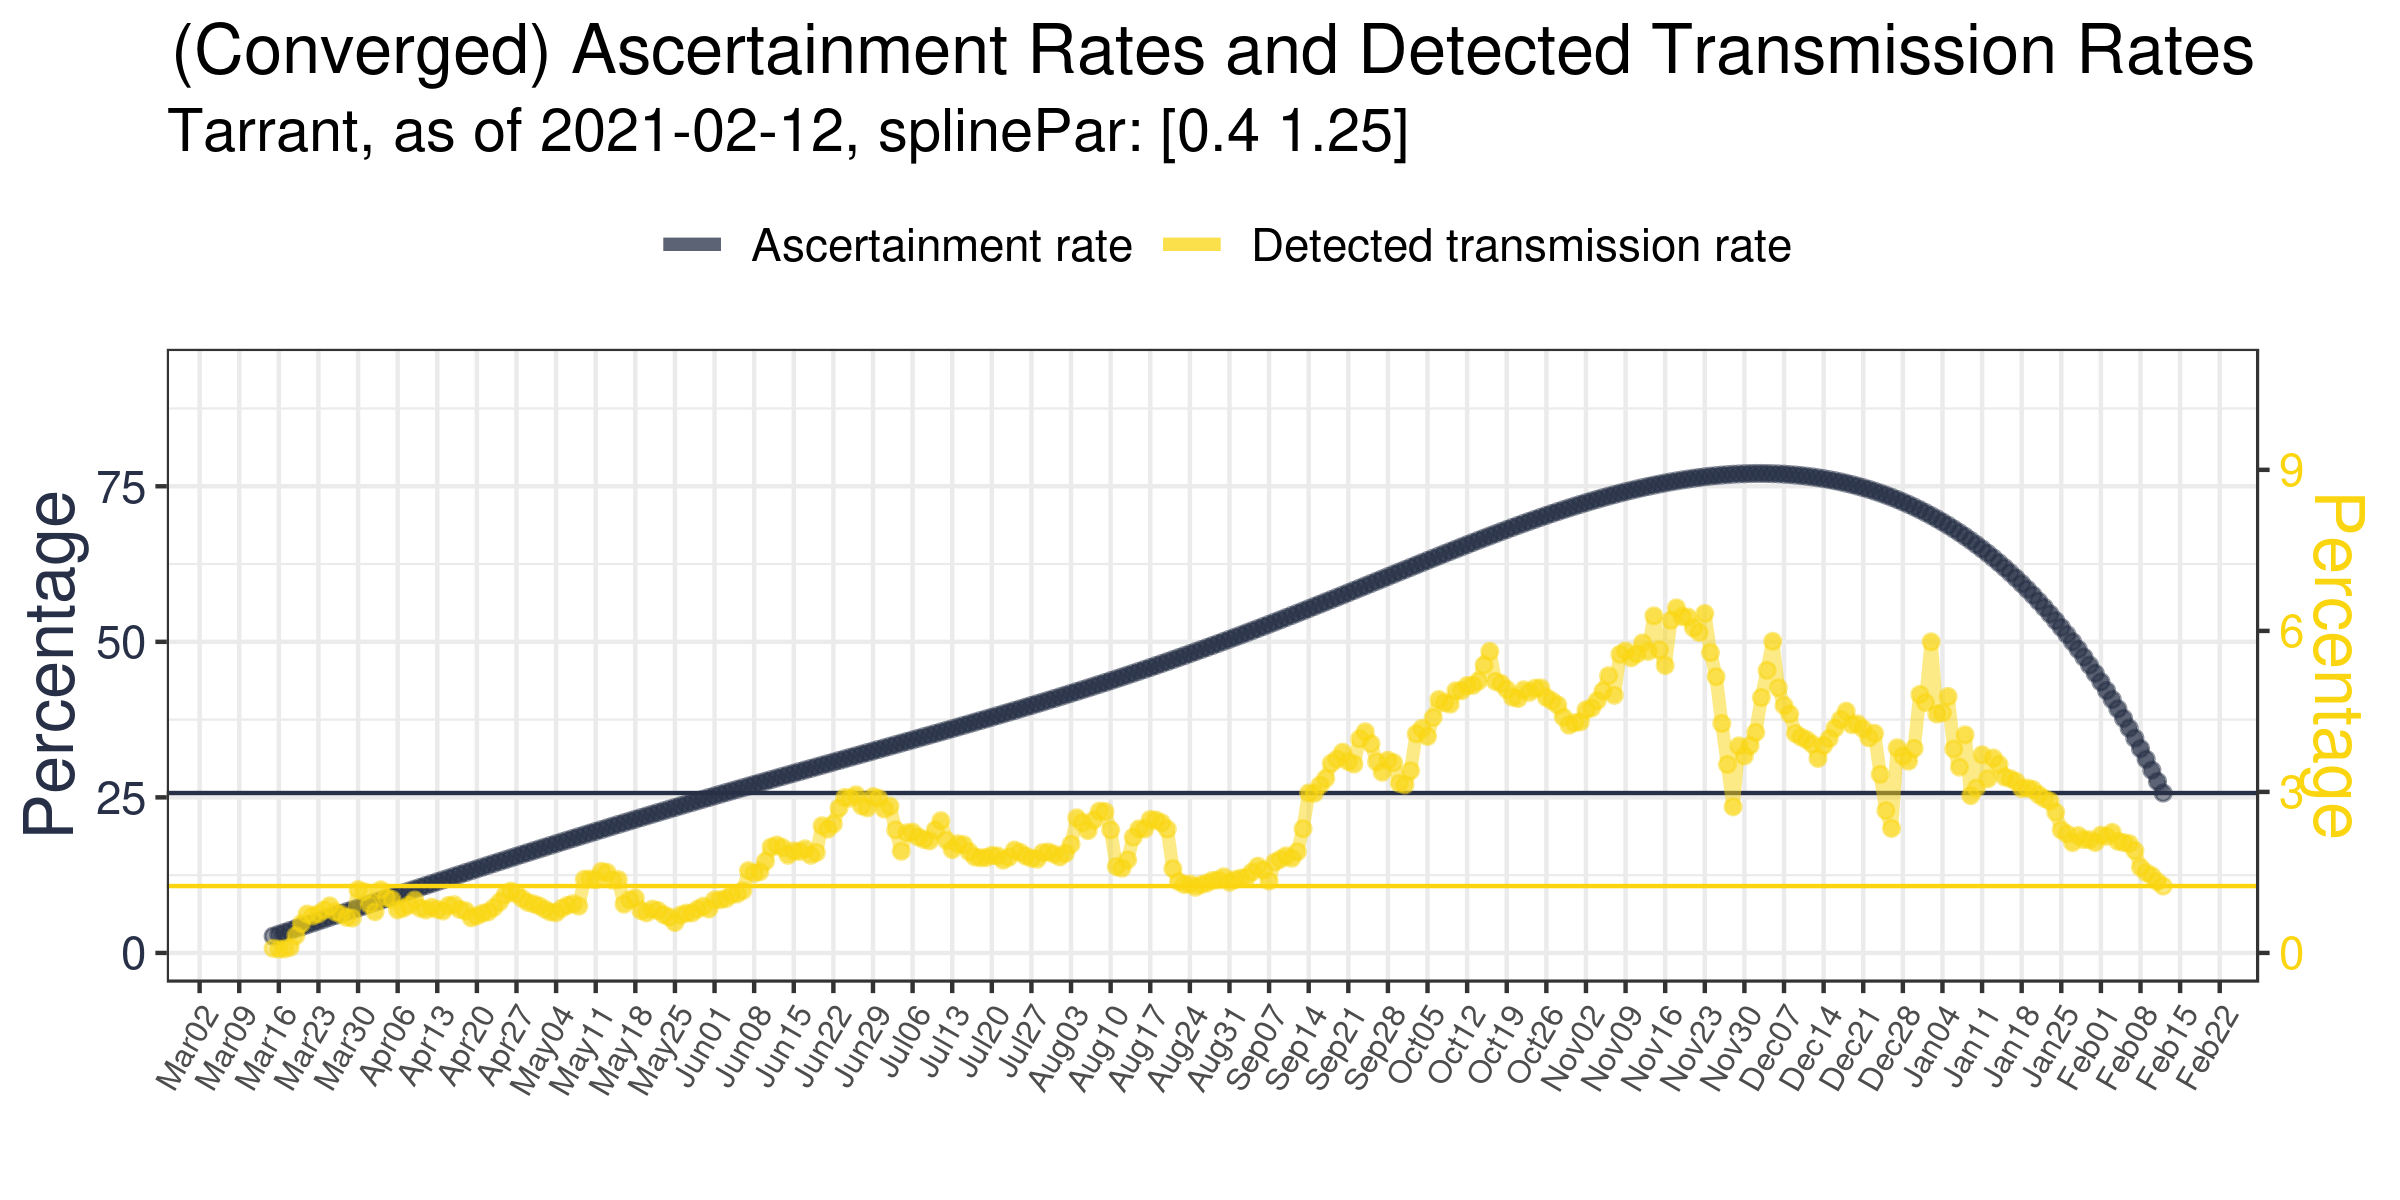 (Converged) Ascertainment Rates and Detected Transmission Rates
Tarrant, as of 2021-02-12, splinePar: [0.4 1.25]
Ascertainment rate Detected transmission rate
Percentage
75
50
25
0
9
6
3
0
Percentage
Mar02 Mar09 Mar16 Mar23 Mar30 Apr06 Apr13 Apr20 Apr27 May04 May11 May18 May25 Jun01 Jun08 Jun15 Jun22 Jun29 Jul06 Jul13 Jul20 Jul27 Aug03 Aug10 Aug17 Aug24 Aug31 Sep07 Sep14 Sep21 Sep28 Oct05 Oct12 Oct19 Oct26 Nov02 Nov09 Nov16 Nov23 Nov30 Dec07 Dec14 Dec21 Dec28 Jan04 Jan11 Jan18 Jan25 Feb01 Feb08 Feb15 Feb22